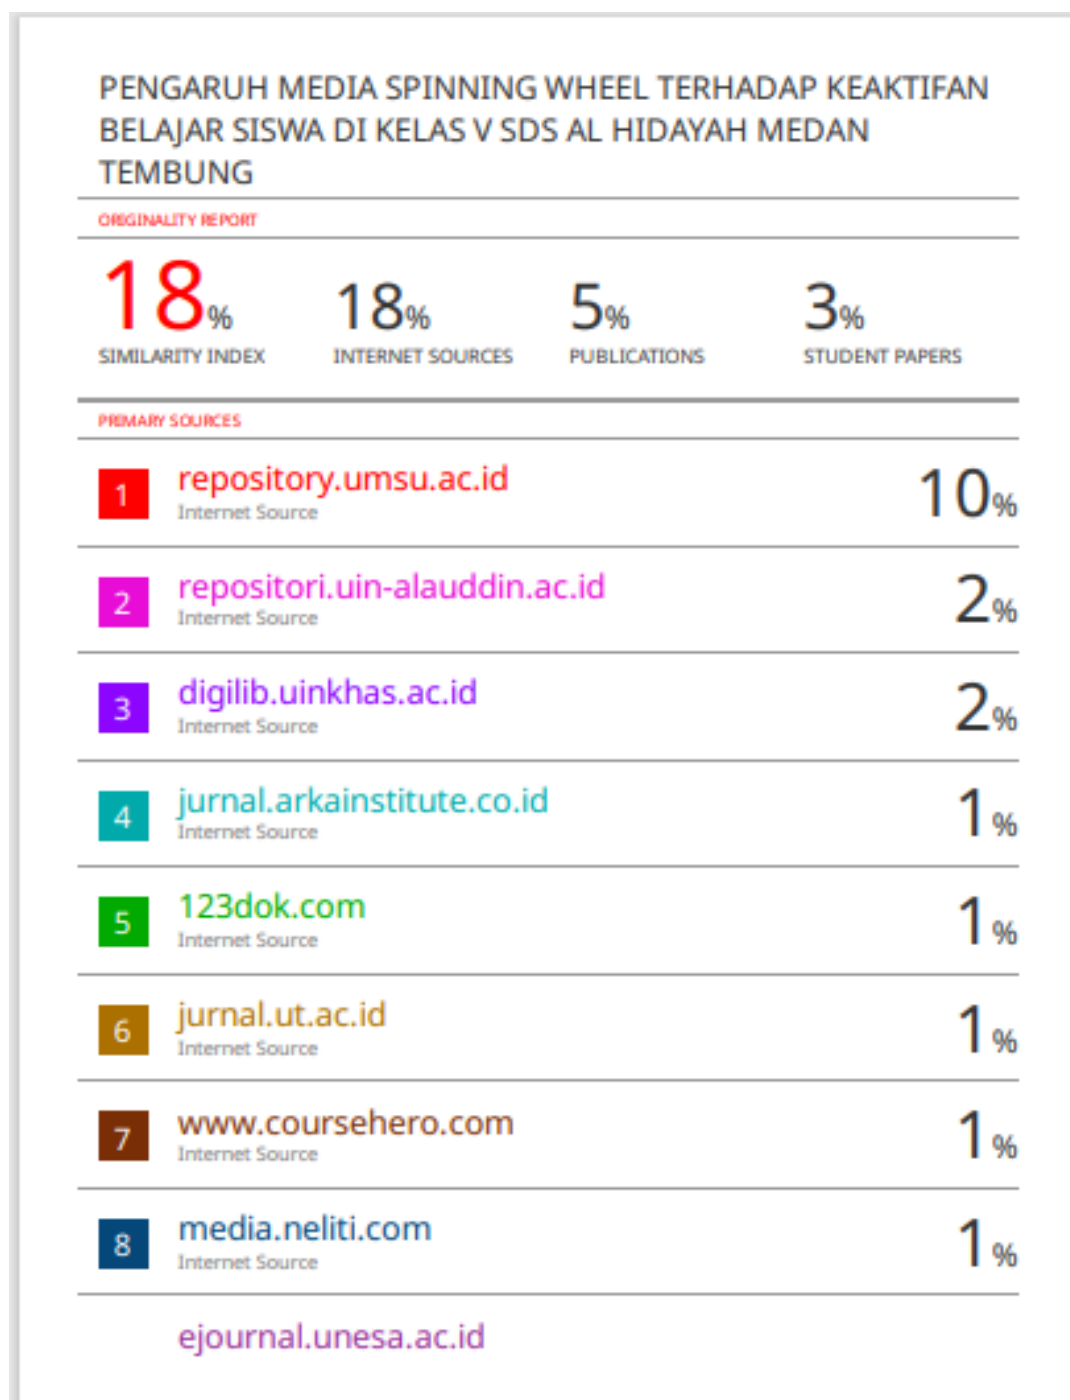 PENGARUH MEDIA SPINNING WHEEL TERHADAP KEAKTIFAN
BELAJAR SISWA DI KELAS V SDS AL HIDAYAH MEDAN
TEMBUNG
ORIGINALITY REPORT
18% 18% 5% 3%
SIMILARITY INDEX INTERNET SOURCES PUBLICATIONS STUDENT PAPERS
PRIMARY SOURCES
1 repository.umsu.ac.id 10%
Internet Source
2 repositori.uin-alauddin.ac.id 2%
Internet Source
3 digilib.uinkhas.ac.id 2%
Internet Source
4 jurnal.arkainstitute.co.id 1%
Internet Source
5 123dok.com 1%
Internet Source
6 jurnal.ut.ac.id 1%
Internet Source
7 www.coursehero.com 1%
Internet Source
8 media.neliti.com 1%
Internet Source
ejournal.unesa.ac.id